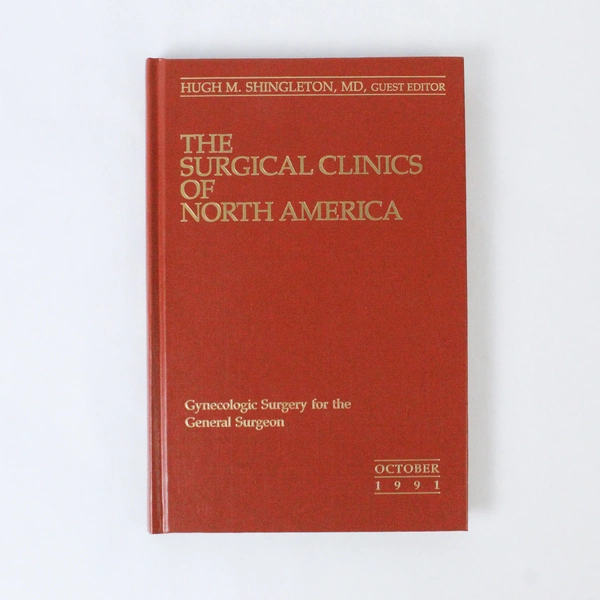 HUGH M. SHINGLETON, MD, GUEST EDITOR
THE
SURGICAL CLINICS
OF
NORTH AMERICA
Gynecologic Surgery for the
General Surgeon
OCTOBER
1991